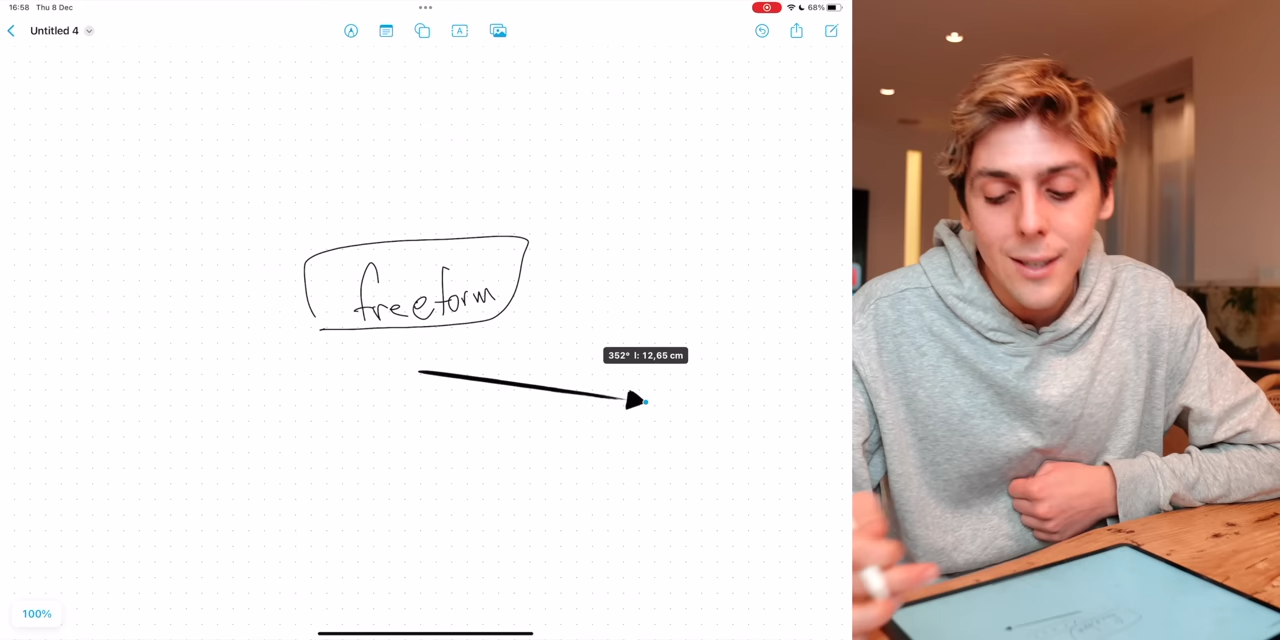 16:58 Thu 8 Dec
68%
Untitled 4
A
A
freeform
352° l: 12,65 cm
100%